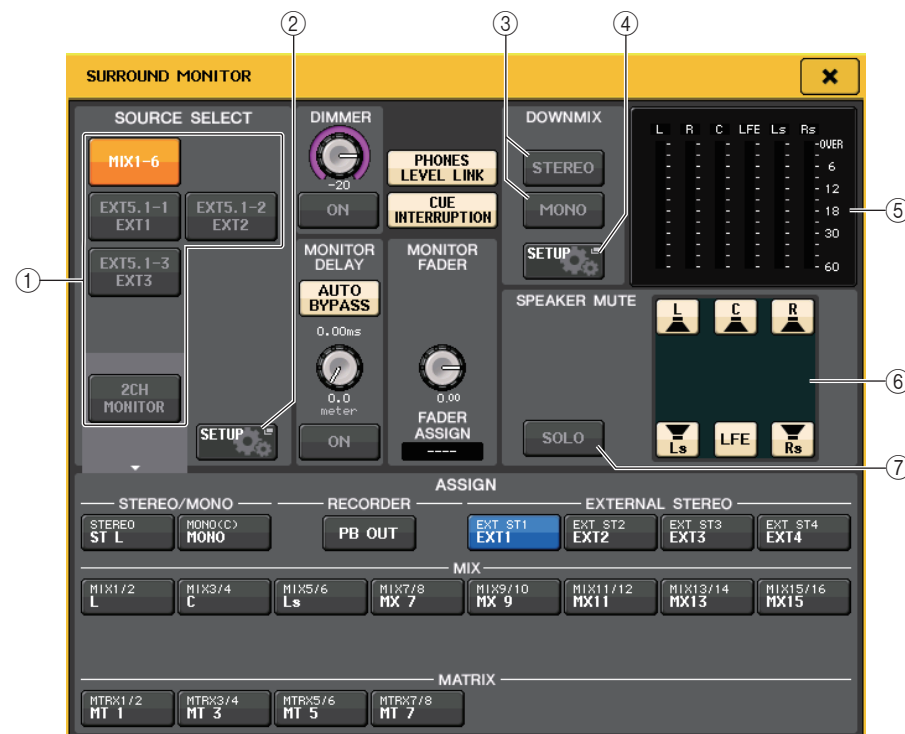 ② ③ ④
SURROUND MONITOR
SOURCE SELECT
MIX1-6
EXT5.1-1
EXT1
EXT5.1-2
EXT2
EXT5.1-3
EXT3
2CH
MONITOR
SETUP
①
DIMMER
-20
ON
PHONES
LEVEL LINK
CUE
INTERRUPTION
MONITOR
DELAY
AUTO
BYPASS
0.00ms
0.0
meter
ON
MONITOR
FADER
0.00
FADER
ASSIGN
----
DOWNMIX
STEREO
MONO
SETUP
L R C LFE Ls Rs
OVER
6
12
18
30
60
⑤
SPEAKER MUTE
L C R
Ls LFE Rs
⑥
SOLO
⑦
ASSIGN
STEREO/MONO
STEREO
ST L
MONO(C)
MONO
RECORDER
PB OUT
EXTERNAL STEREO
EXT ST1
EXT1
EXT ST2
EXT2
EXT ST3
EXT3
EXT ST4
EXT4
MIX
MIX1/2
L
MIX3/4
C
MIX5/6
Ls
MIX7/8
MX 7
MIX9/10
MX 9
MIX11/12
MX11
MIX13/14
MX13
MIX15/16
MX15
MATRIX
MTRX1/2
MT 1
MTRX3/4
MT 3
MTRX5/6
MT 5
MTRX7/8
MT 7